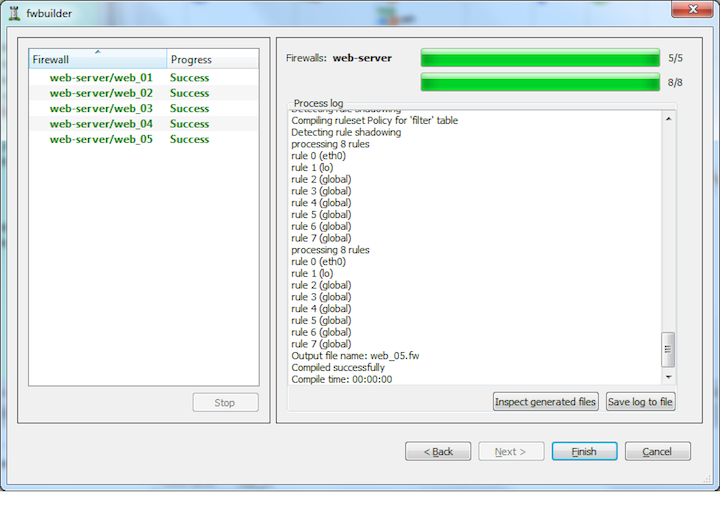 fwbuilder
Firewall Progress
web-server/web_01 Success
web-server/web_02 Success
web-server/web_03 Success
web-server/web_04 Success
web-server/web_05 Success
Stop
Firewalls: web-server 5/5
8/8
Process log
Detecting rule shadowing
Compiling ruleset Policy for 'filter' table
Detecting rule shadowing
processing 8 rules
rule 0 (eth0)
rule 1 (lo)
rule 2 (global)
rule 3 (global)
rule 4 (global)
rule 5 (global)
rule 6 (global)
rule 7 (global)
processing 8 rules
rule 0 (eth0)
rule 1 (lo)
rule 2 (global)
rule 3 (global)
rule 4 (global)
rule 5 (global)
rule 6 (global)
rule 7 (global)
Output file name: web_05.fw
Compiled successfully
Compile time: 00:00:00
Inspect generated files Save log to file
< Back Next > Finish Cancel